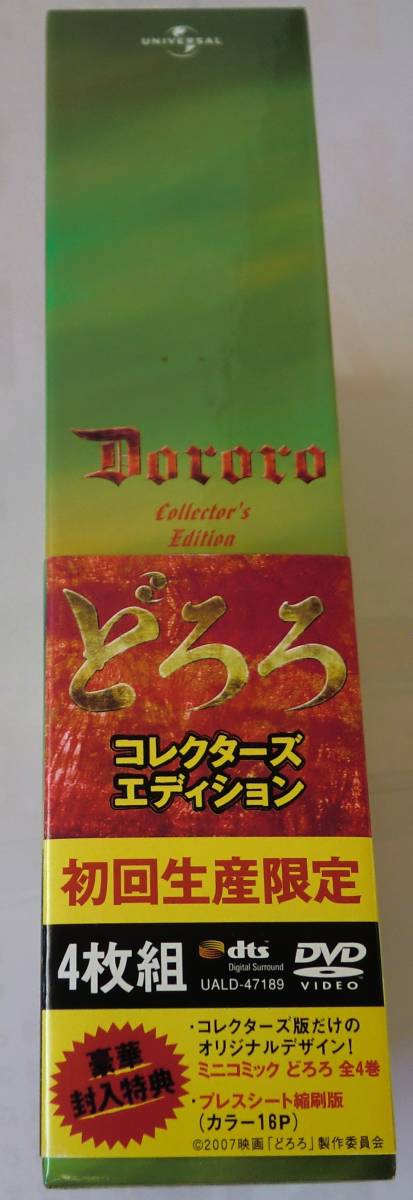 UNIVERSAL
Dororo
Collector's
Edition
どろろ
コレクターズ
エディション
初回生産限定
4枚組
dts
Digital Surround
UALD-47189
DVD
VIDEO
豪華
封入特典
・コレクターズ版だけの
オリジナルデザイン!
ミニコミック どろろ 全4巻
・プレスシート縮刷版
(カラー16P)
©2007映画「どろろ」製作委員会